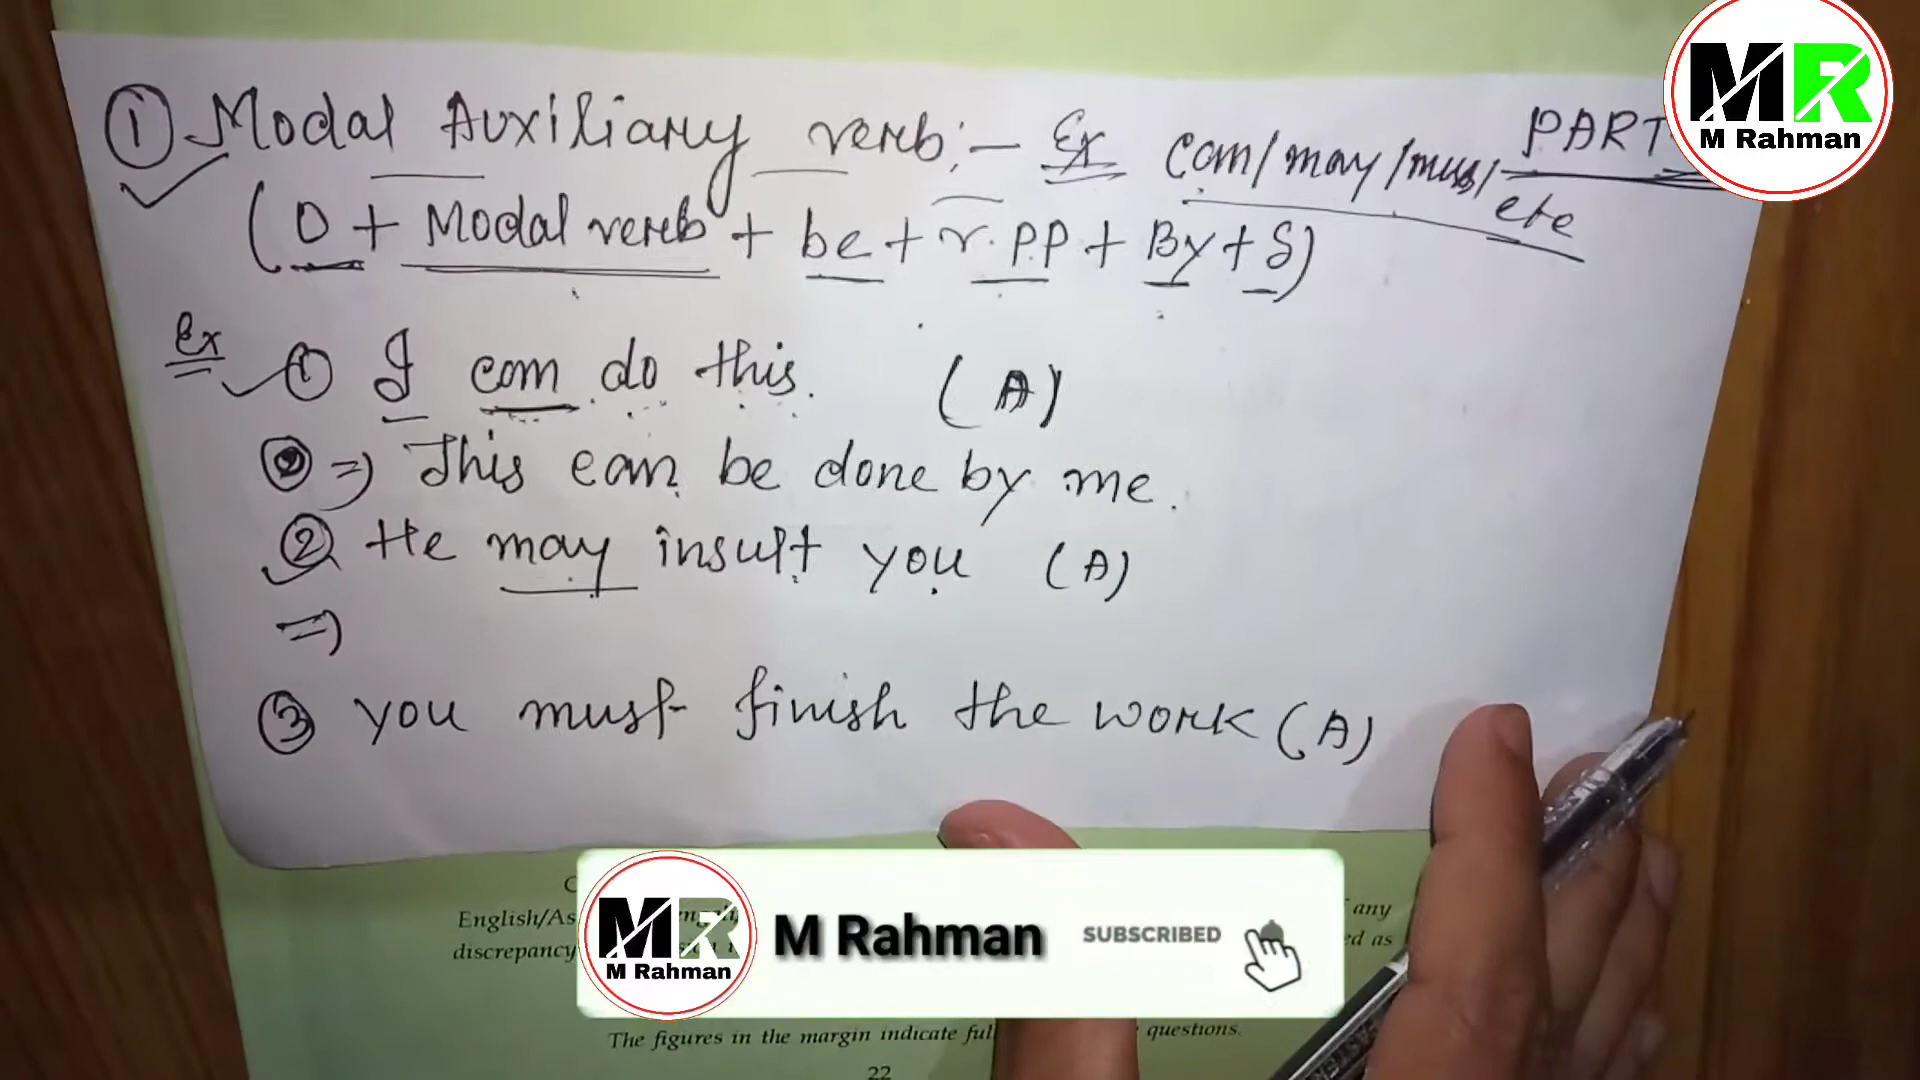 ① Modal Auxiliary verb:- Ex can/may/must/etc
PART
(O + Modal verb + be + v.pp + By + S)
Ex ① I can do this. (A)
=) This can be done by me.
② He may insult you (A)
=)
③ you must finish the work (A)
MR
M Rahman
English/As
any
discrepancy
ed as
MR
M Rahman
M Rahman
SUBSCRIBED
The figures in the margin indicate ful questions.
22